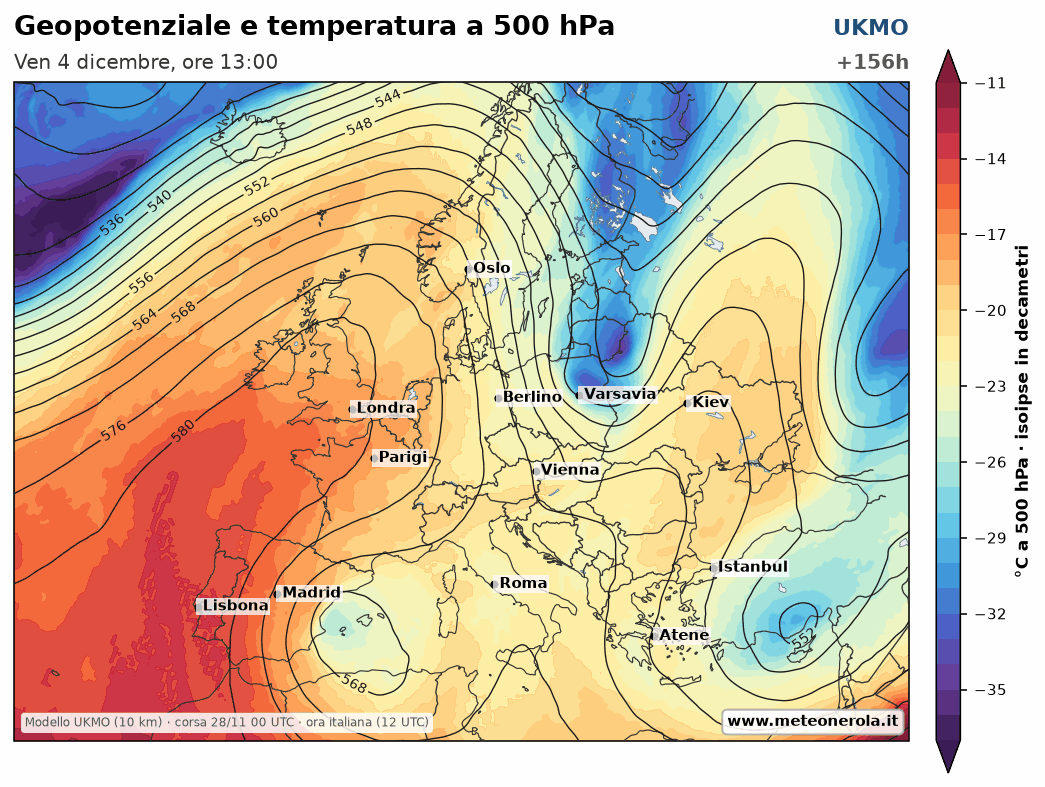 Geopotenziale e temperatura a 500 hPa
UKMO
Ven 4 dicembre, ore 13:00
+156h
544
548
552
560
540
536
556
564
568
576
580
568
552
Oslo
Berlino
Varsavia
Kiev
Londra
Parigi
Vienna
Istanbul
Roma
Madrid
Lisbona
Atene
−11
−14
−17
−20
−23
−26
−29
−32
−35
°C a 500 hPa · isoipse in decametri
Modello UKMO (10 km) · corsa 28/11 00 UTC · ora italiana (12 UTC)
www.meteonerola.it